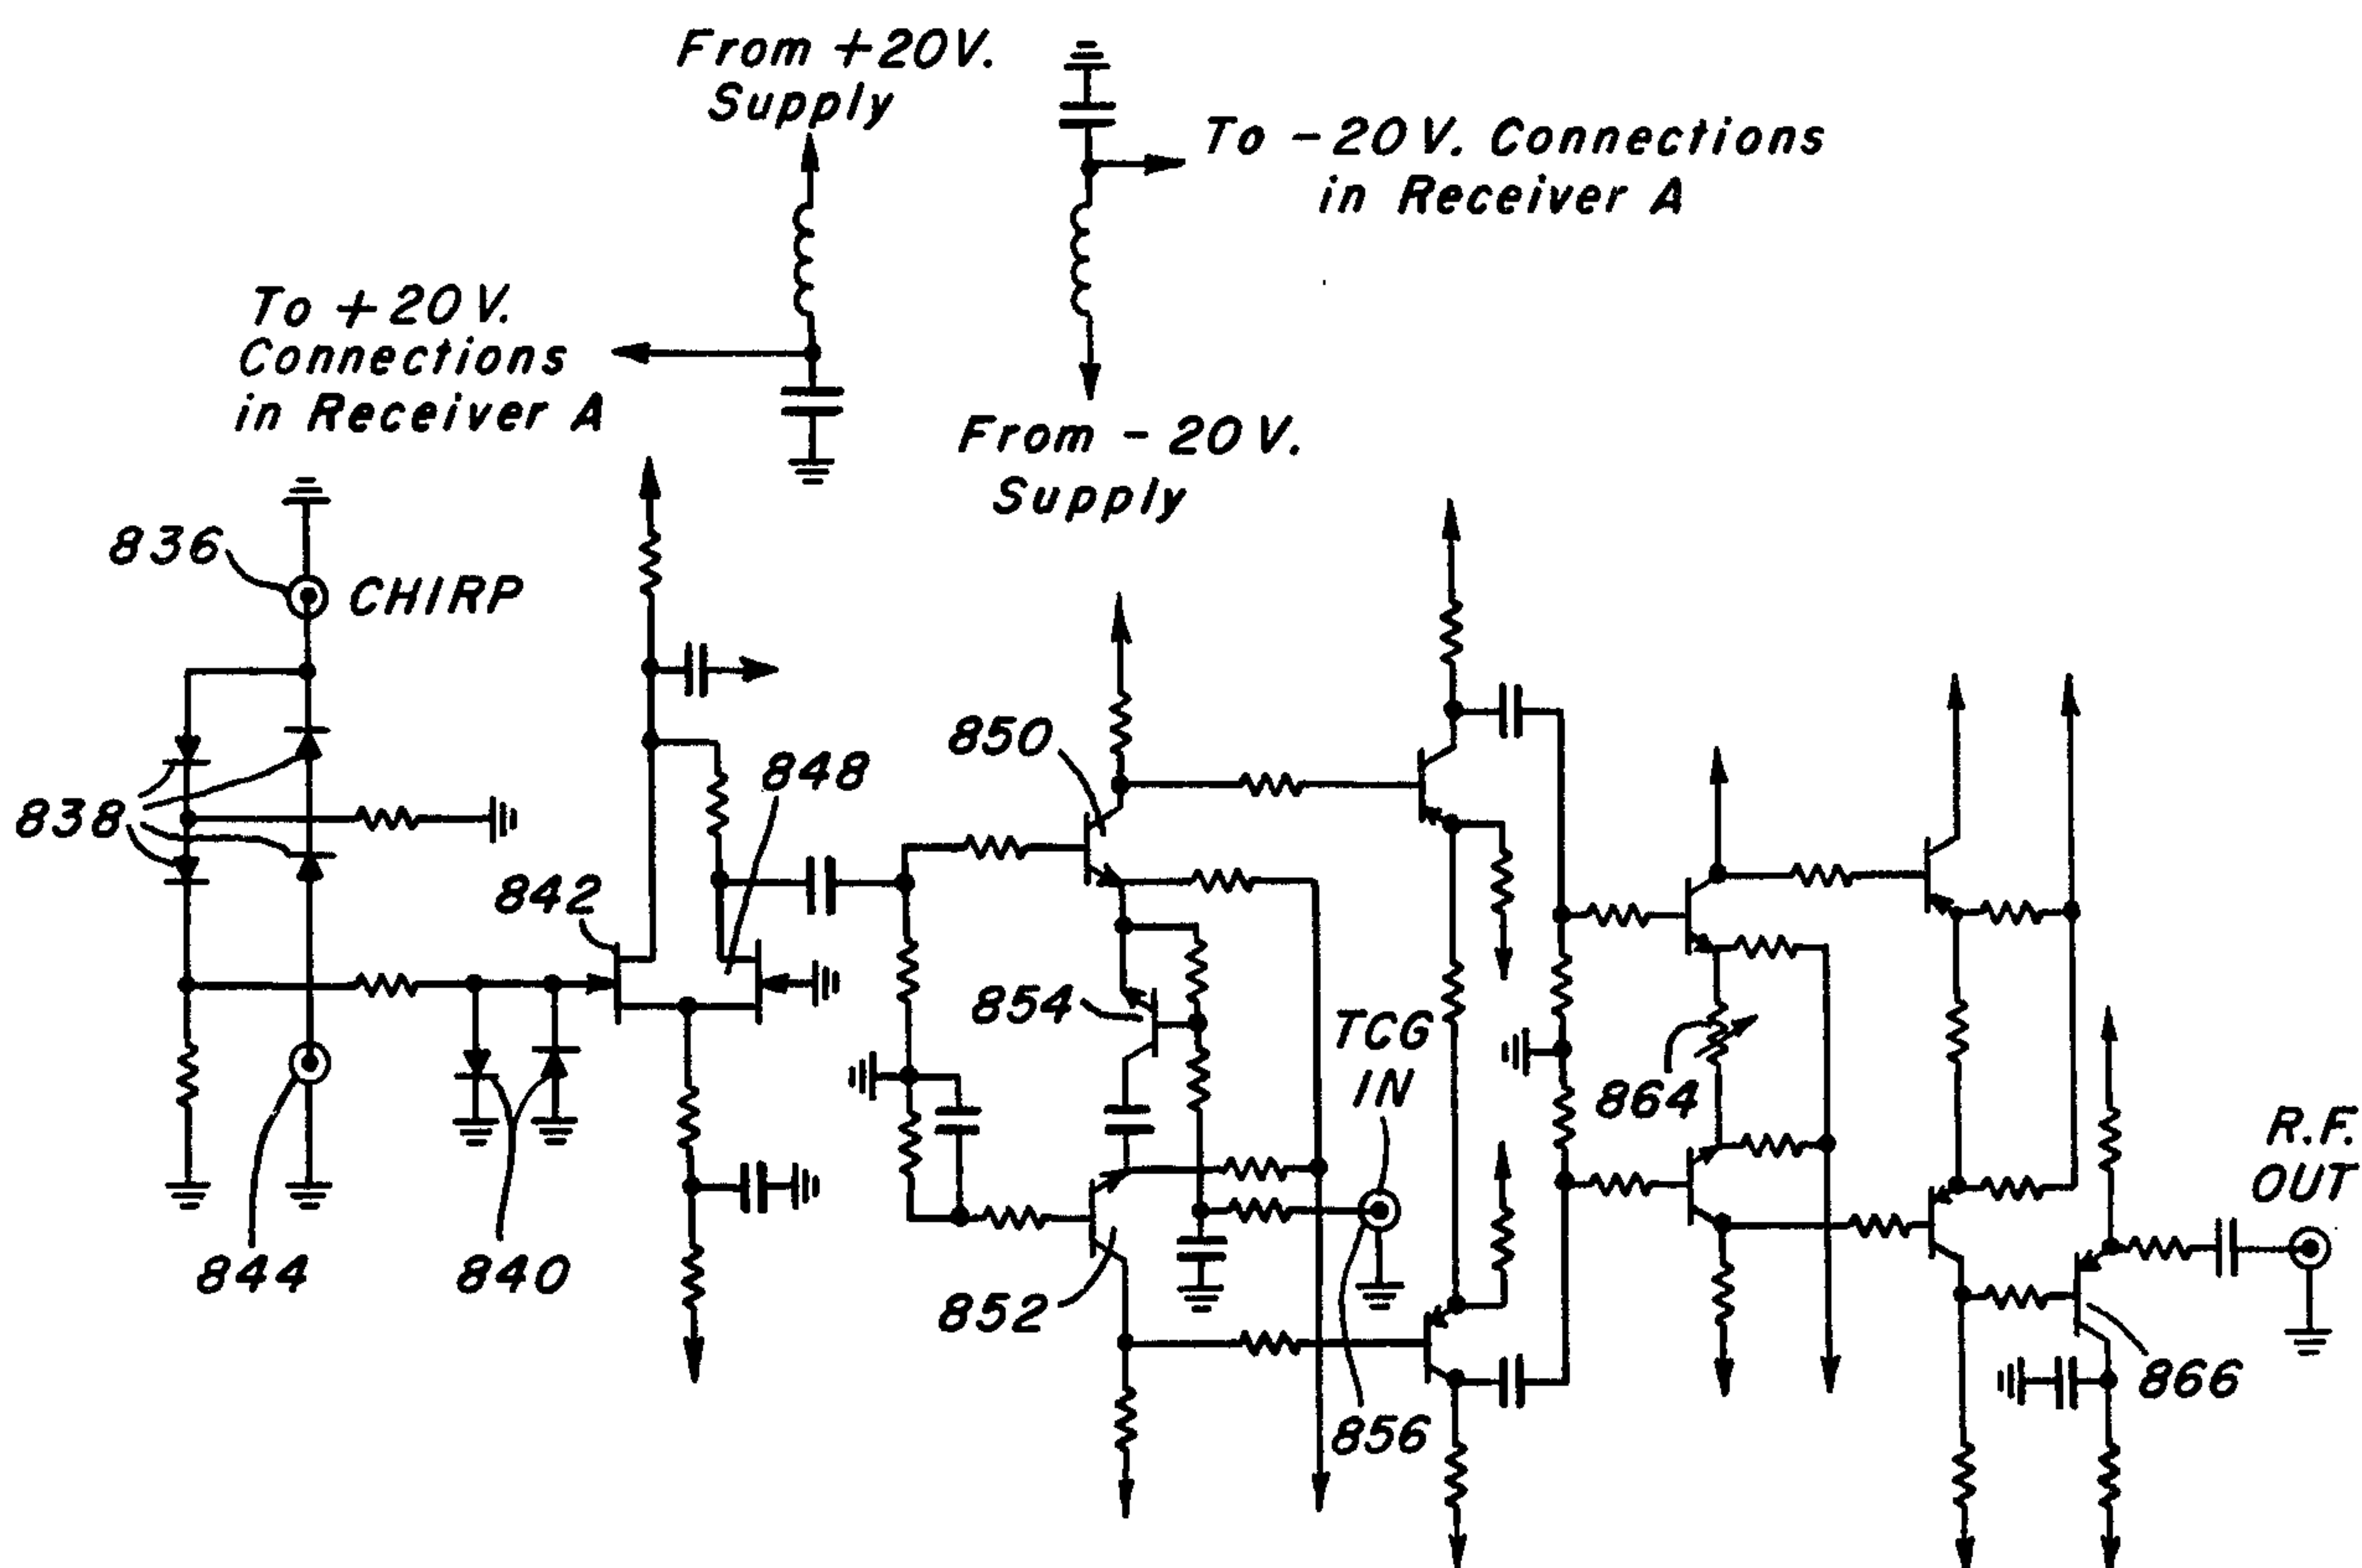 From +20V.
Supply
To -20V. Connections
in Receiver A
To +20V.
Connections
in Receiver A
From -20V.
Supply
836
CHIRP
838
842
848
850
854
TCG
IN
864
R.F.
OUT
844
840
852
856
866